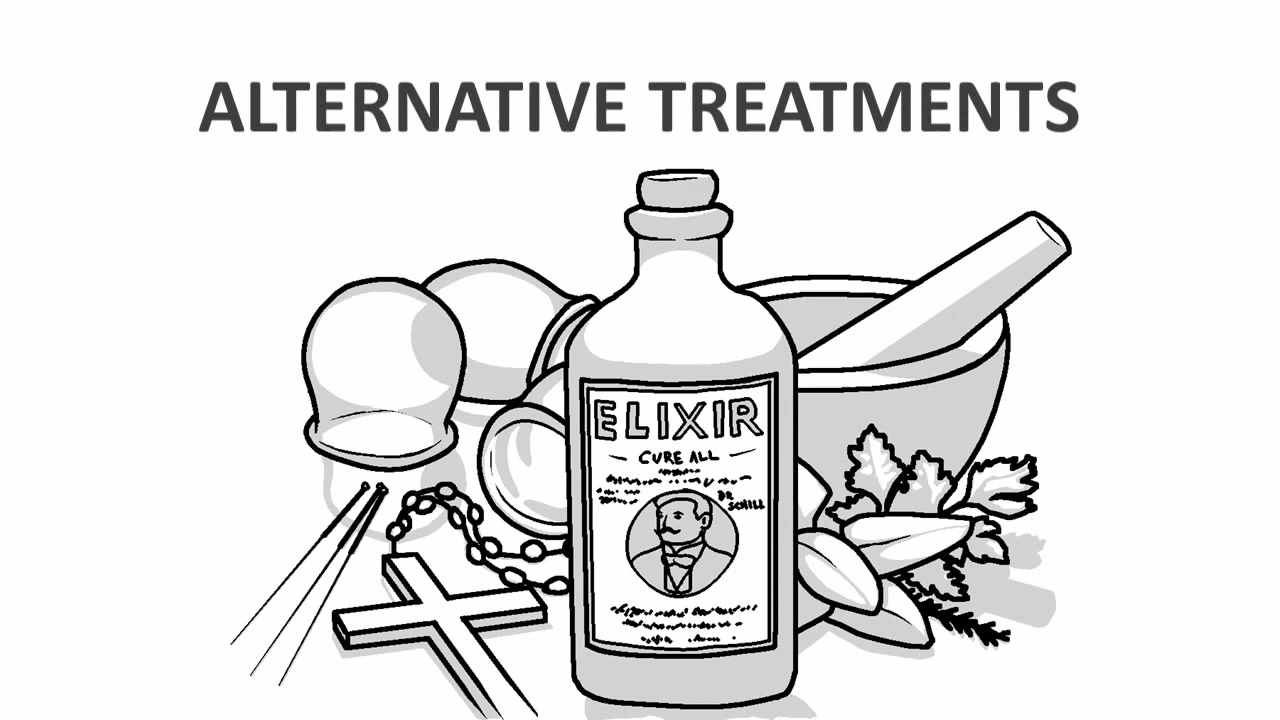 ALTERNATIVE TREATMENTS
ELIXIR
CURE ALL
DR
SCHILL